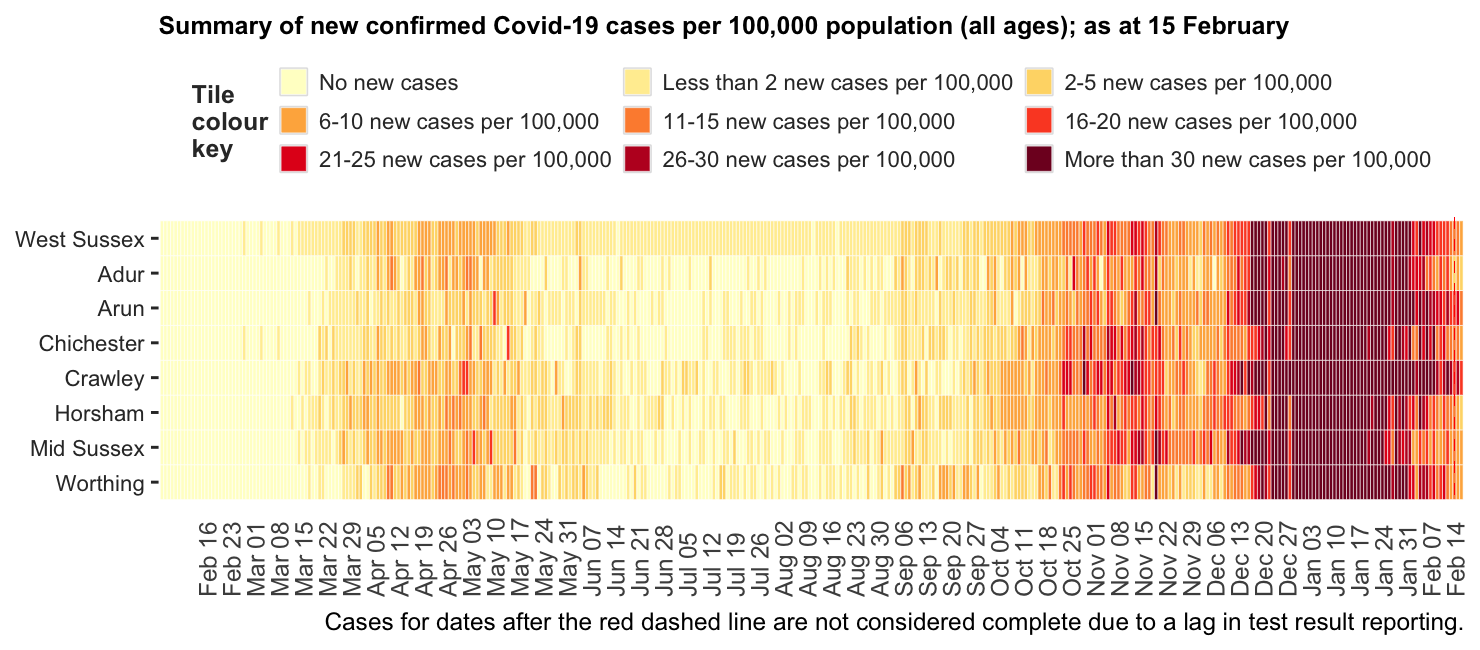 Summary of new confirmed Covid-19 cases per 100,000 population (all ages); as at 15 February
Tile
colour
key
No new cases
Less than 2 new cases per 100,000
2-5 new cases per 100,000
6-10 new cases per 100,000
11-15 new cases per 100,000
16-20 new cases per 100,000
21-25 new cases per 100,000
26-30 new cases per 100,000
More than 30 new cases per 100,000
West Sussex
Adur
Arun
Chichester
Crawley
Horsham
Mid Sussex
Worthing
Feb 16
Feb 23
Mar 01
Mar 08
Mar 15
Mar 22
Mar 29
Apr 05
Apr 12
Apr 19
Apr 26
May 03
May 10
May 17
May 24
May 31
Jun 07
Jun 14
Jun 21
Jun 28
Jul 05
Jul 12
Jul 19
Jul 26
Aug 02
Aug 09
Aug 16
Aug 23
Aug 30
Sep 06
Sep 13
Sep 20
Sep 27
Oct 04
Oct 11
Oct 18
Oct 25
Nov 01
Nov 08
Nov 15
Nov 22
Nov 29
Dec 06
Dec 13
Dec 20
Dec 27
Jan 03
Jan 10
Jan 17
Jan 24
Jan 31
Feb 07
Feb 14
Cases for dates after the red dashed line are not considered complete due to a lag in test result reporting.